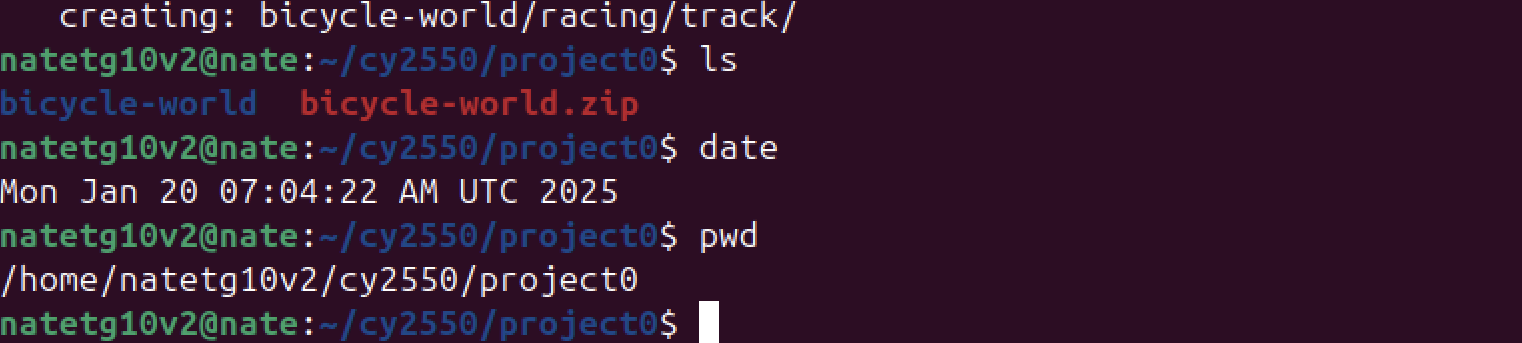 creating: bicycle-world/racing/track/
natetg10v2@nate:~/cy2550/project0$ ls
bicycle-world  bicycle-world.zip
natetg10v2@nate:~/cy2550/project0$ date
Mon Jan 20 07:04:22 AM UTC 2025
natetg10v2@nate:~/cy2550/project0$ pwd
/home/natetg10v2/cy2550/project0
natetg10v2@nate:~/cy2550/project0$